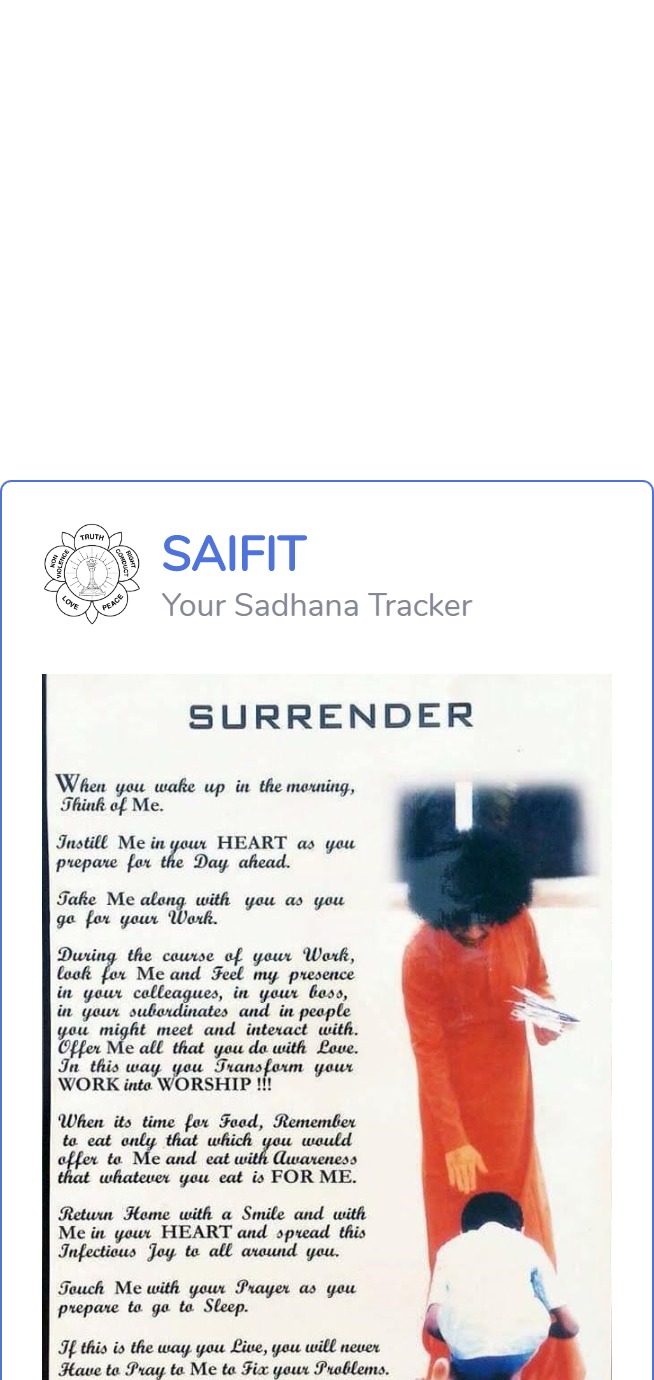 TRUTH
RIGHT CONDUCT
PEACE
LOVE
NON VIOLENCE
SAIFIT
Your Sadhana Tracker
SURRENDER
When you wake up in the morning,
Think of Me.
Instill Me in your HEART as you
prepare for the Day ahead.
Take Me along with you as you
go for your Work.
During the course of your Work,
look for Me and Feel my presence
in your colleagues, in your boss,
in your subordinates and in people
you might meet and interact with.
Offer Me all that you do with Love.
In this way you Transform your
WORK into WORSHIP !!!
When its time for Food, Remember
to eat only that which you would
offer to Me and eat with Awareness
that whatever you eat is FOR ME.
Return Home with a Smile and with
Me in your HEART and spread this
Infectious Joy to all around you.
Touch Me with your Prayer as you
prepare to go to Sleep.
If this is the way you Live, you will never
Have to Pray to Me to Fix your Problems.